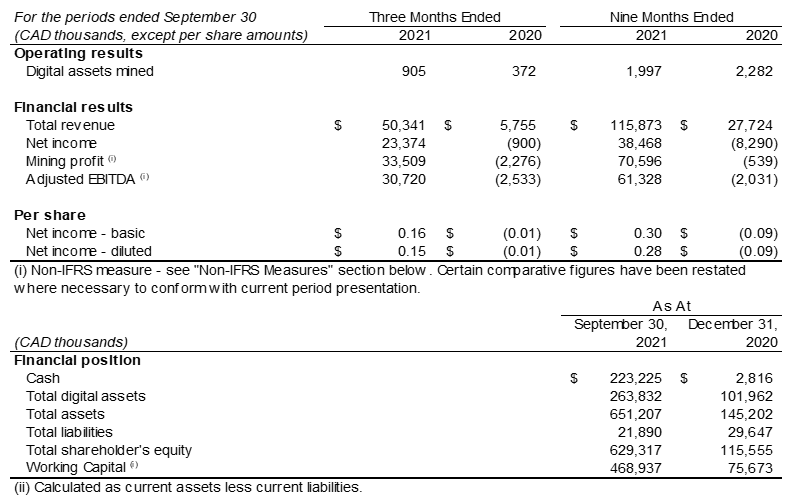 For the periods ended September 30 Three Months Ended Nine Months Ended
(CAD thousands, except per share amounts) 2021 2020 2021 2020
Operating results
Digital assets mined 905 372 1,997 2,282
Financial results
Total revenue $ 50,341 $ 5,755 $ 115,873 $ 27,724
Net income 23,374 (900) 38,468 (8,290)
Mining profit (i) 33,509 (2,276) 70,596 (539)
Adjusted EBITDA (i) 30,720 (2,533) 61,328 (2,031)
Per share
Net income - basic $ 0.16 $ (0.01) $ 0.30 $ (0.09)
Net income - diluted $ 0.15 $ (0.01) $ 0.28 $ (0.09)
(i) Non-IFRS measure - see "Non-IFRS Measures" section below. Certain comparative figures have been restated
where necessary to conform with current period presentation.
As At
September 30, December 31,
(CAD thousands) 2021 2020
Financial position
Cash $ 223,225 $ 2,816
Total digital assets 263,832 101,962
Total assets 651,207 145,202
Total liabilities 21,890 29,647
Total shareholder's equity 629,317 115,555
Working Capital (ii) 468,937 75,673
(ii) Calculated as current assets less current liabilities.